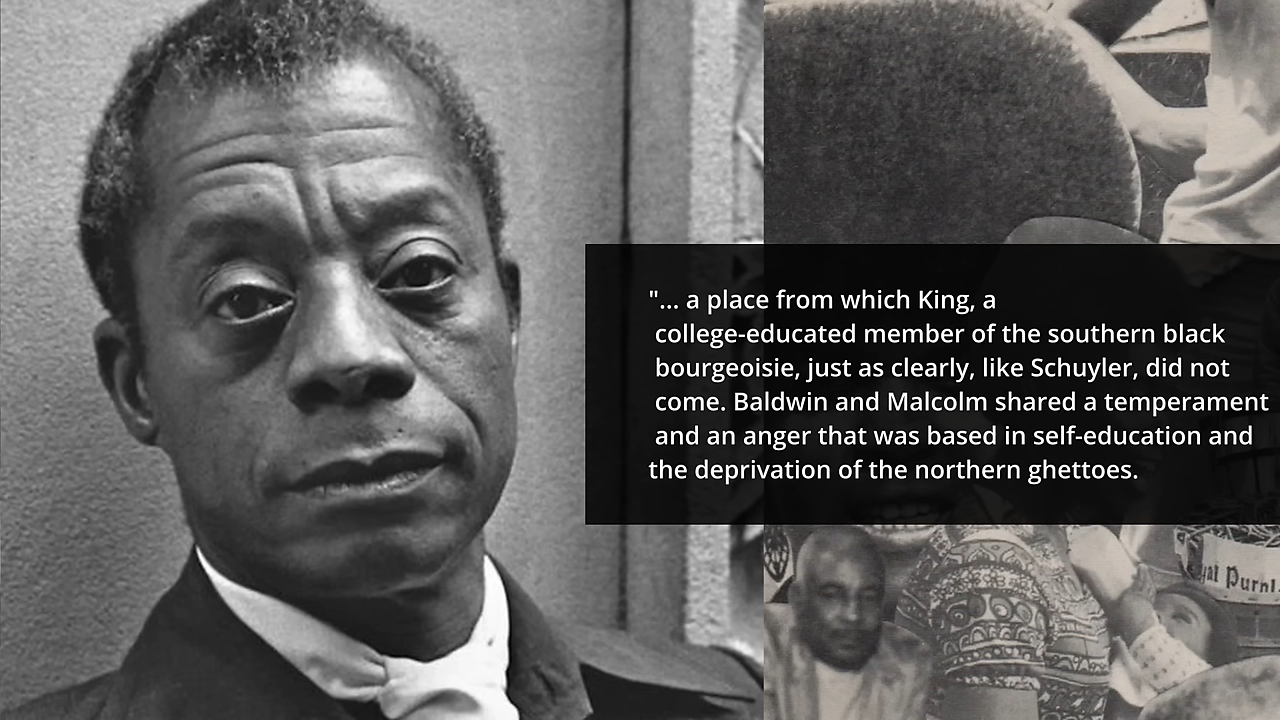 "... a place from which King, a
college-educated member of the southern black
bourgeoisie, just as clearly, like Schuyler, did not
come. Baldwin and Malcolm shared a temperament
and an anger that was based in self-education and
the deprivation of the northern ghettoes.